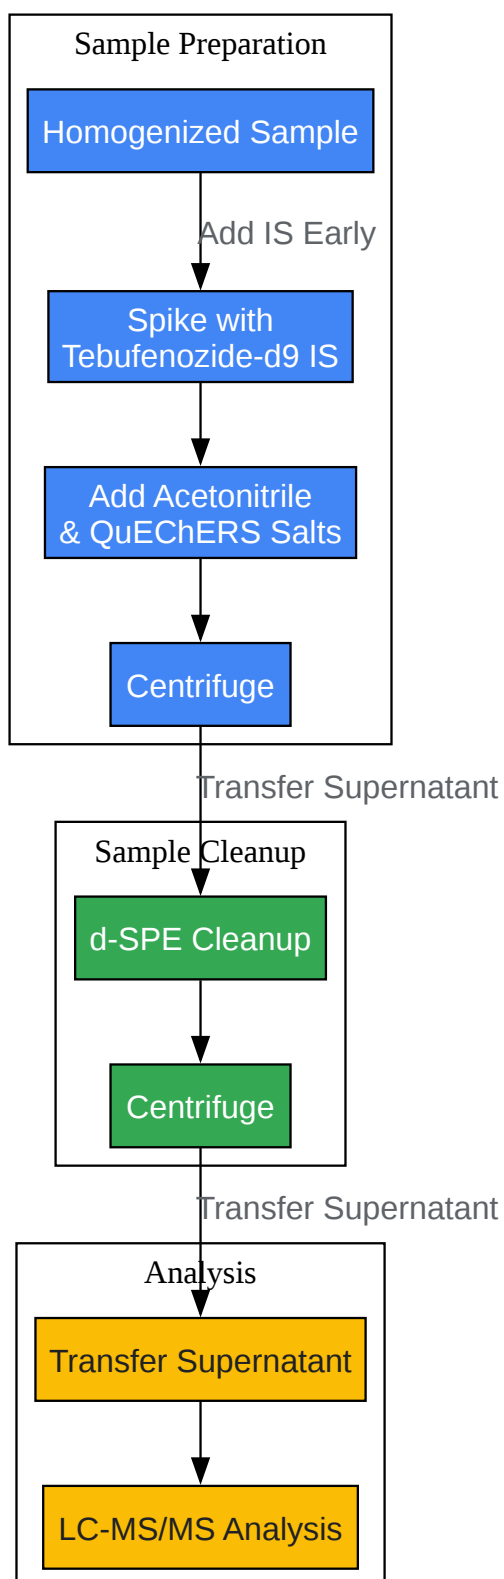 Sample Preparation
Homogenized Sample
Add IS Early
Spike with
Tebufenozide-d9 IS
Add Acetonitrile
& QuEChERS Salts
Centrifuge
Transfer Supernatant
Sample Cleanup
d-SPE Cleanup
Centrifuge
Transfer Supernatant
Analysis
Transfer Supernatant
LC-MS/MS Analysis